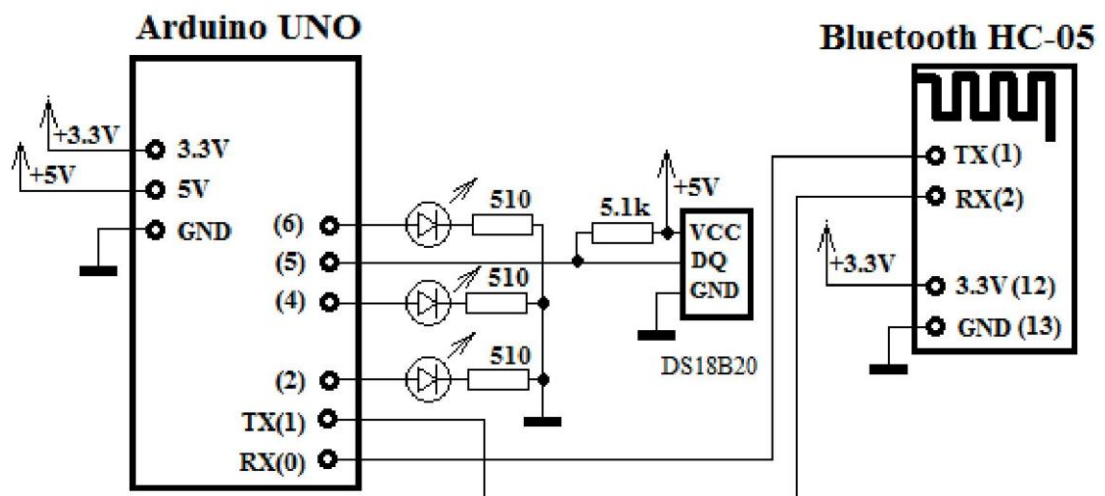 Arduino UNO
Bluetooth HC-05
+3.3V
3.3V
+5V
5V
GND
(6)
510
(5)
(4)
510
(2)
510
TX(1)
RX(0)
+5V
5.1k
VCC
DQ
GND
DS18B20
TX(1)
RX(2)
+3.3V
3.3V(12)
GND(13)